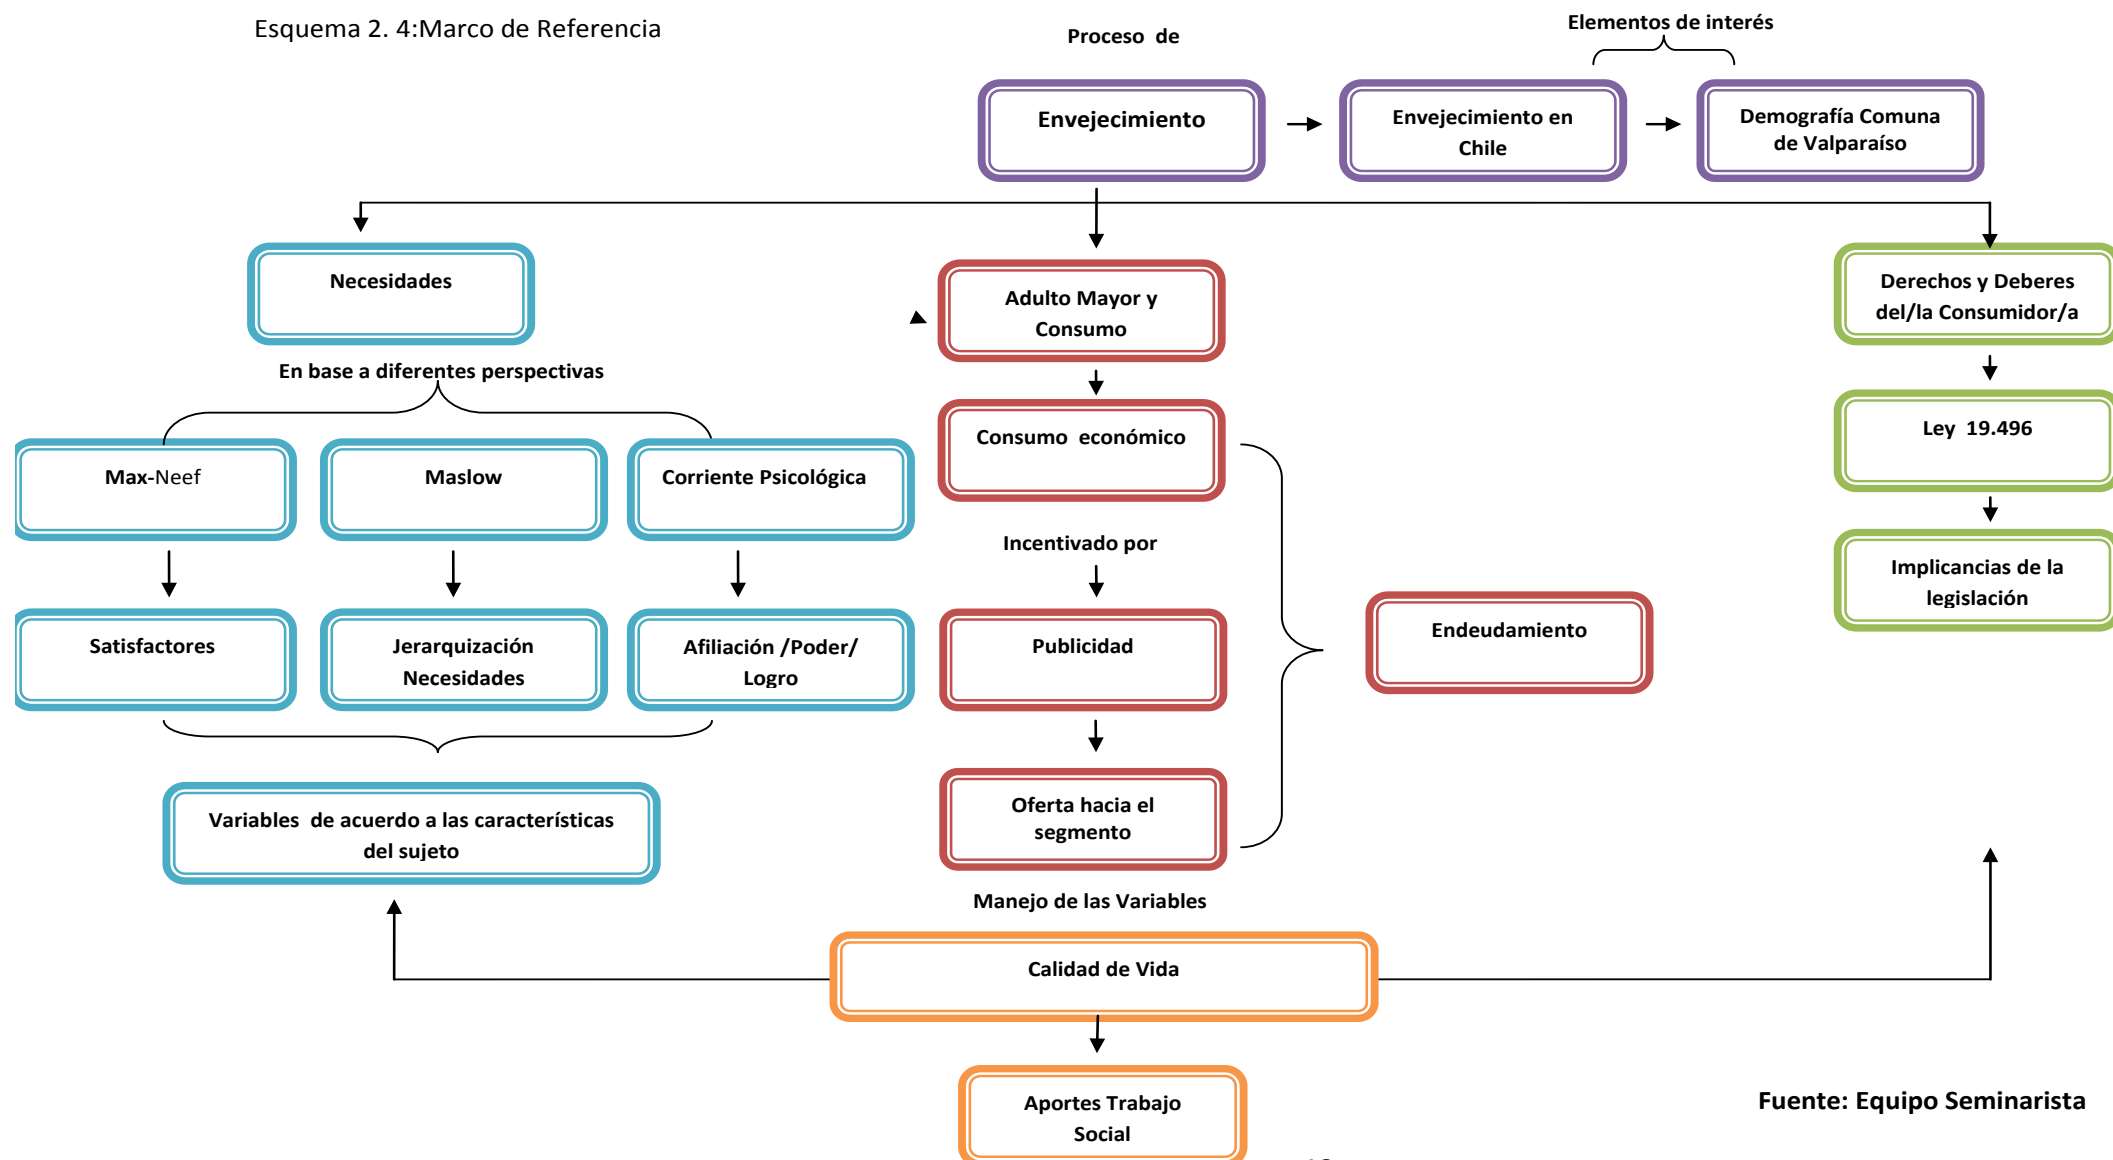 Esquema 2. 4:Marco de Referencia
Proceso de
Elementos de interés
Envejecimiento
Envejecimiento en
Chile
Demografía Comuna
de Valparaíso
Necesidades
Adulto Mayor y
Consumo
Derechos y Deberes
del/la Consumidor/a
En base a diferentes perspectivas
Max-Neef
Maslow
Corriente Psicológica
Consumo económico
Ley 19.496
Incentivado por
Implicancias de la
legislación
Satisfactores
Jerarquización
Necesidades
Afiliación /Poder/
Logro
Publicidad
Endeudamiento
Variables de acuerdo a las características
del sujeto
Oferta hacia el
segmento
Manejo de las Variables
Calidad de Vida
Aportes Trabajo
Social
Fuente: Equipo Seminarista